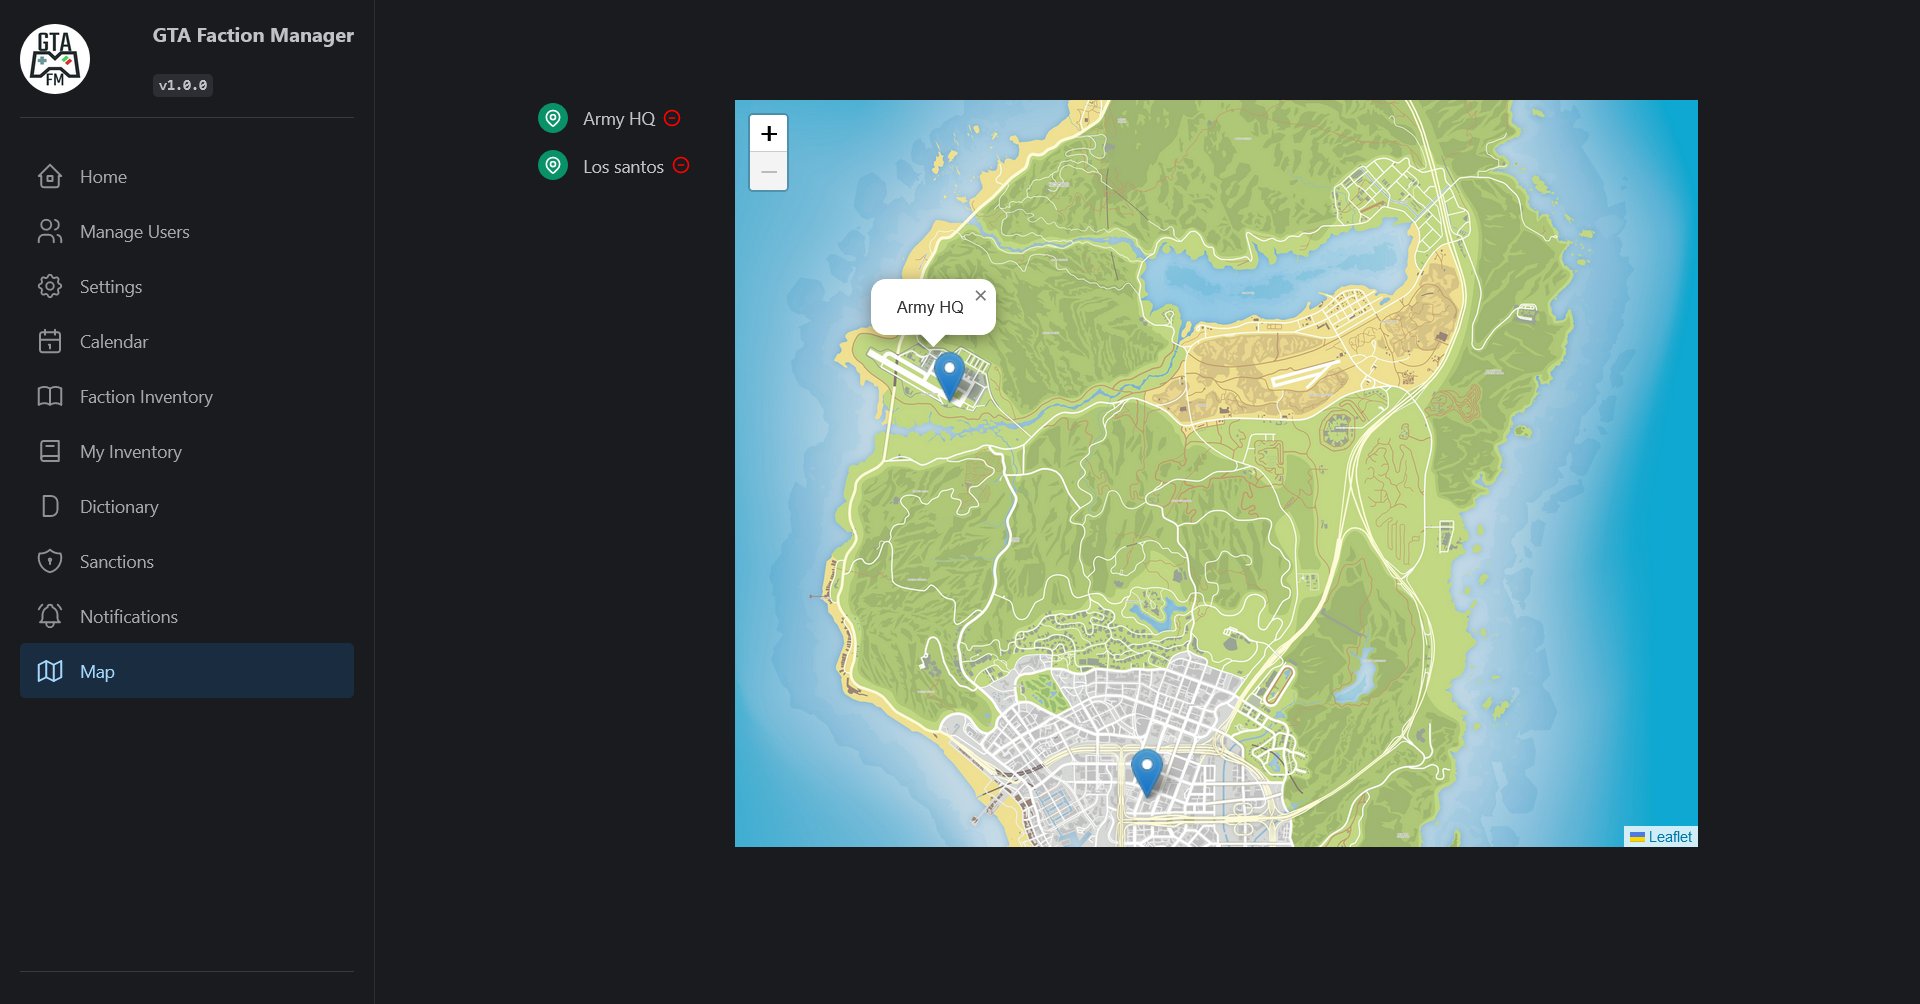 GTA
FM
GTA Faction Manager
v1.0.0
Home
Manage Users
Settings
Calendar
Faction Inventory
My Inventory
Dictionary
Sanctions
Notifications
Map
Army HQ
Los santos
+
−
Army HQ
×
Leaflet